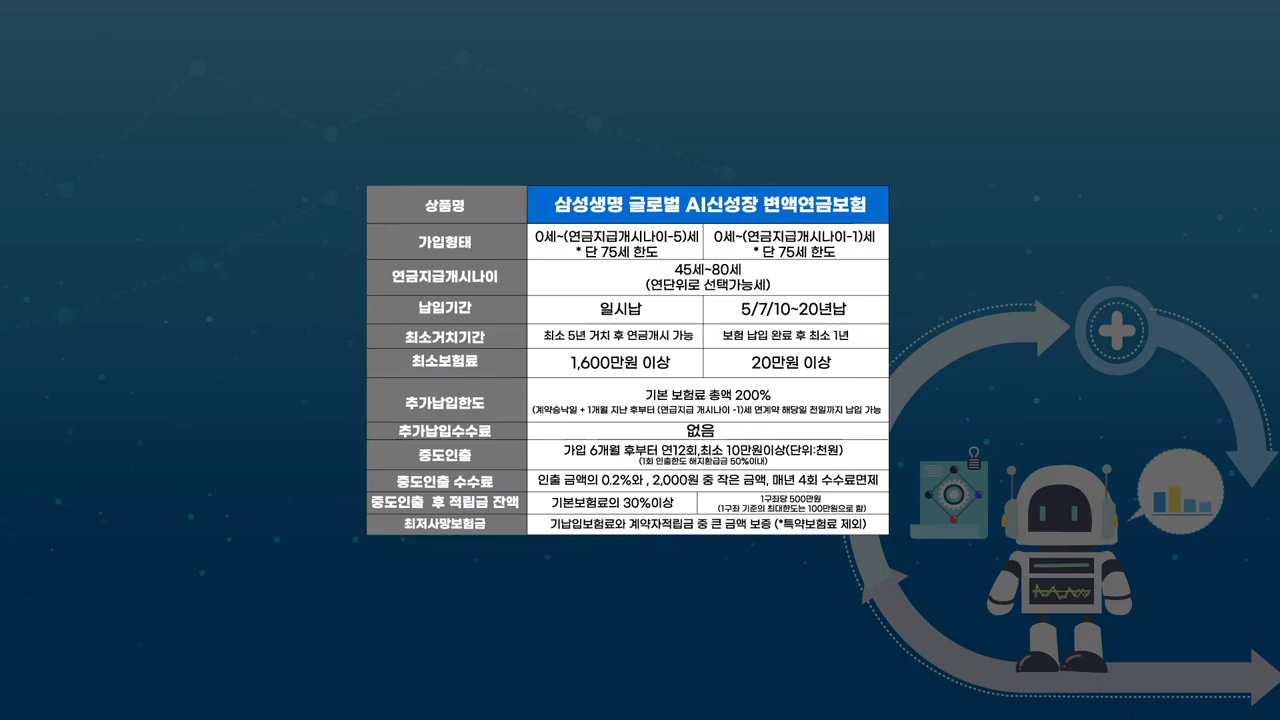 상품명
삼성생명 글로벌 AI신성장 변액연금보험
가입형태
0세~(연금지급개시나이-5)세
* 단 75세 한도
0세~(연금지급개시나이-1)세
* 단 75세 한도
연금지급개시나이
45세~80세
(연단위로 선택가능세)
납입기간
일시납
5/7/10~20년납
최소거치기간
최소 5년 거치 후 연금개시 가능
보험 납입 완료 후 최소 1년
최소보험료
1,600만원 이상
20만원 이상
추가납입한도
기본 보험료 총액 200%
(계약승낙일 + 1개월 지난 후부터 (연급지급 개시나이 -1)세 연계약 해당일 전일까지 납입 가능
추가납입수수료
없음
중도인출
가입 6개월 후부터 연12회,최소 10만원이상(단위:천원)
(1회 인출한도 해지환급금 50%이내)
중도인출 수수료
인출 금액의 0.2%와 , 2,000원 중 작은 금액, 매년 4회 수수료면제
중도인출 후 적립금 잔액
기본보험료의 30%이상
1구좌당 500만원
(1구좌 기준의 최대한도는 100만원으로 함)
최저사망보험금
기납입보험료와 계약자적립금 중 큰 금액 보증 (*특약보험료 제외)